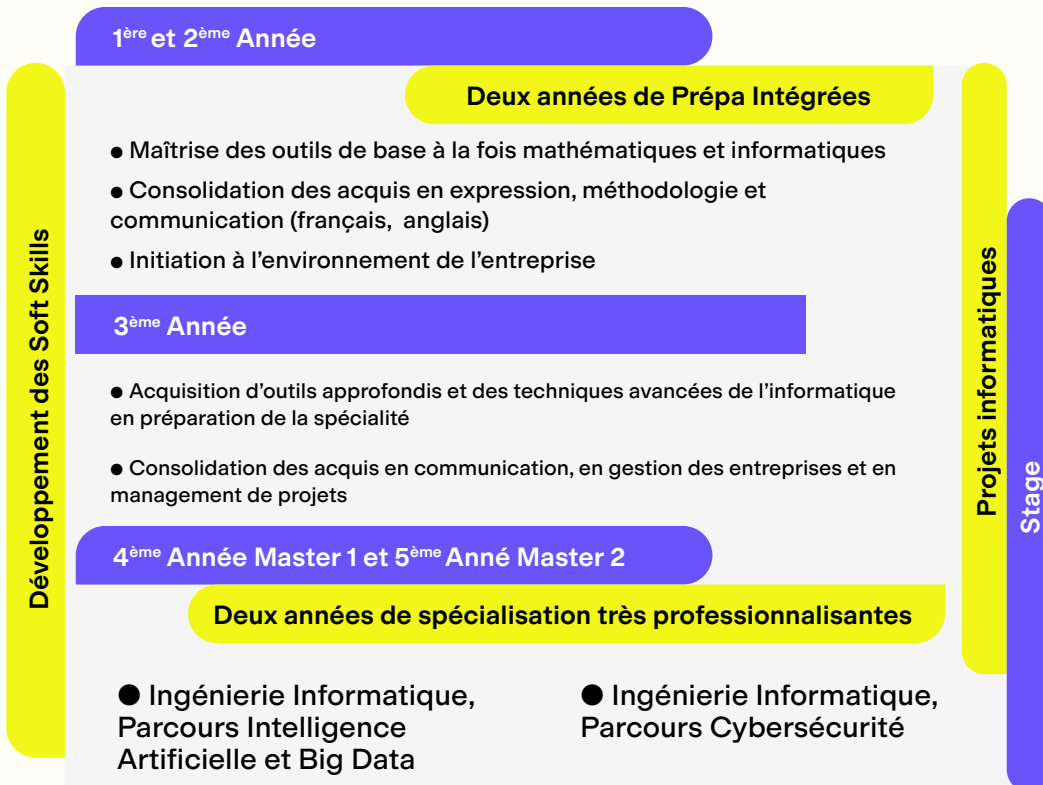 1ère et 2ème Année
Deux années de Prépa Intégrées
● Maîtrise des outils de base à la fois mathématiques et informatiques
● Consolidation des acquis en expression, méthodologie et
communication (français, anglais)
● Initiation à l'environnement de l'entreprise
3ème Année
● Acquisition d'outils approfondis et des techniques avancées de l'informatique
en préparation de la spécialité
● Consolidation des acquis en communication, en gestion des entreprises et en
management de projets
4ème Année Master 1 et 5ème Anné Master 2
Deux années de spécialisation très professionnalisantes
● Ingénierie Informatique,
Parcours Intelligence
Artificielle et Big Data
● Ingénierie Informatique,
Parcours Cybersécurité
Développement des Soft Skills
Projets informatiques
Stage